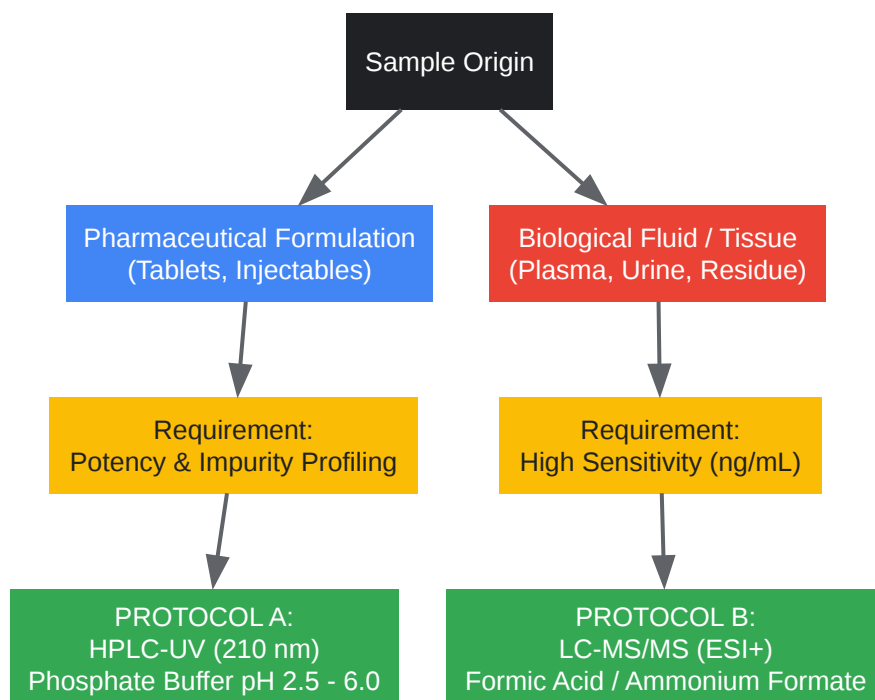 Sample Origin
Pharmaceutical Formulation
(Tablets, Injectables)
Biological Fluid / Tissue
(Plasma, Urine, Residue)
Requirement:
Potency & Impurity Profiling
Requirement:
High Sensitivity (ng/mL)
PROTOCOL A:
HPLC-UV (210 nm)
Phosphate Buffer pH 2.5 - 6.0
PROTOCOL B:
LC-MS/MS (ESI+)
Formic Acid / Ammonium Formate